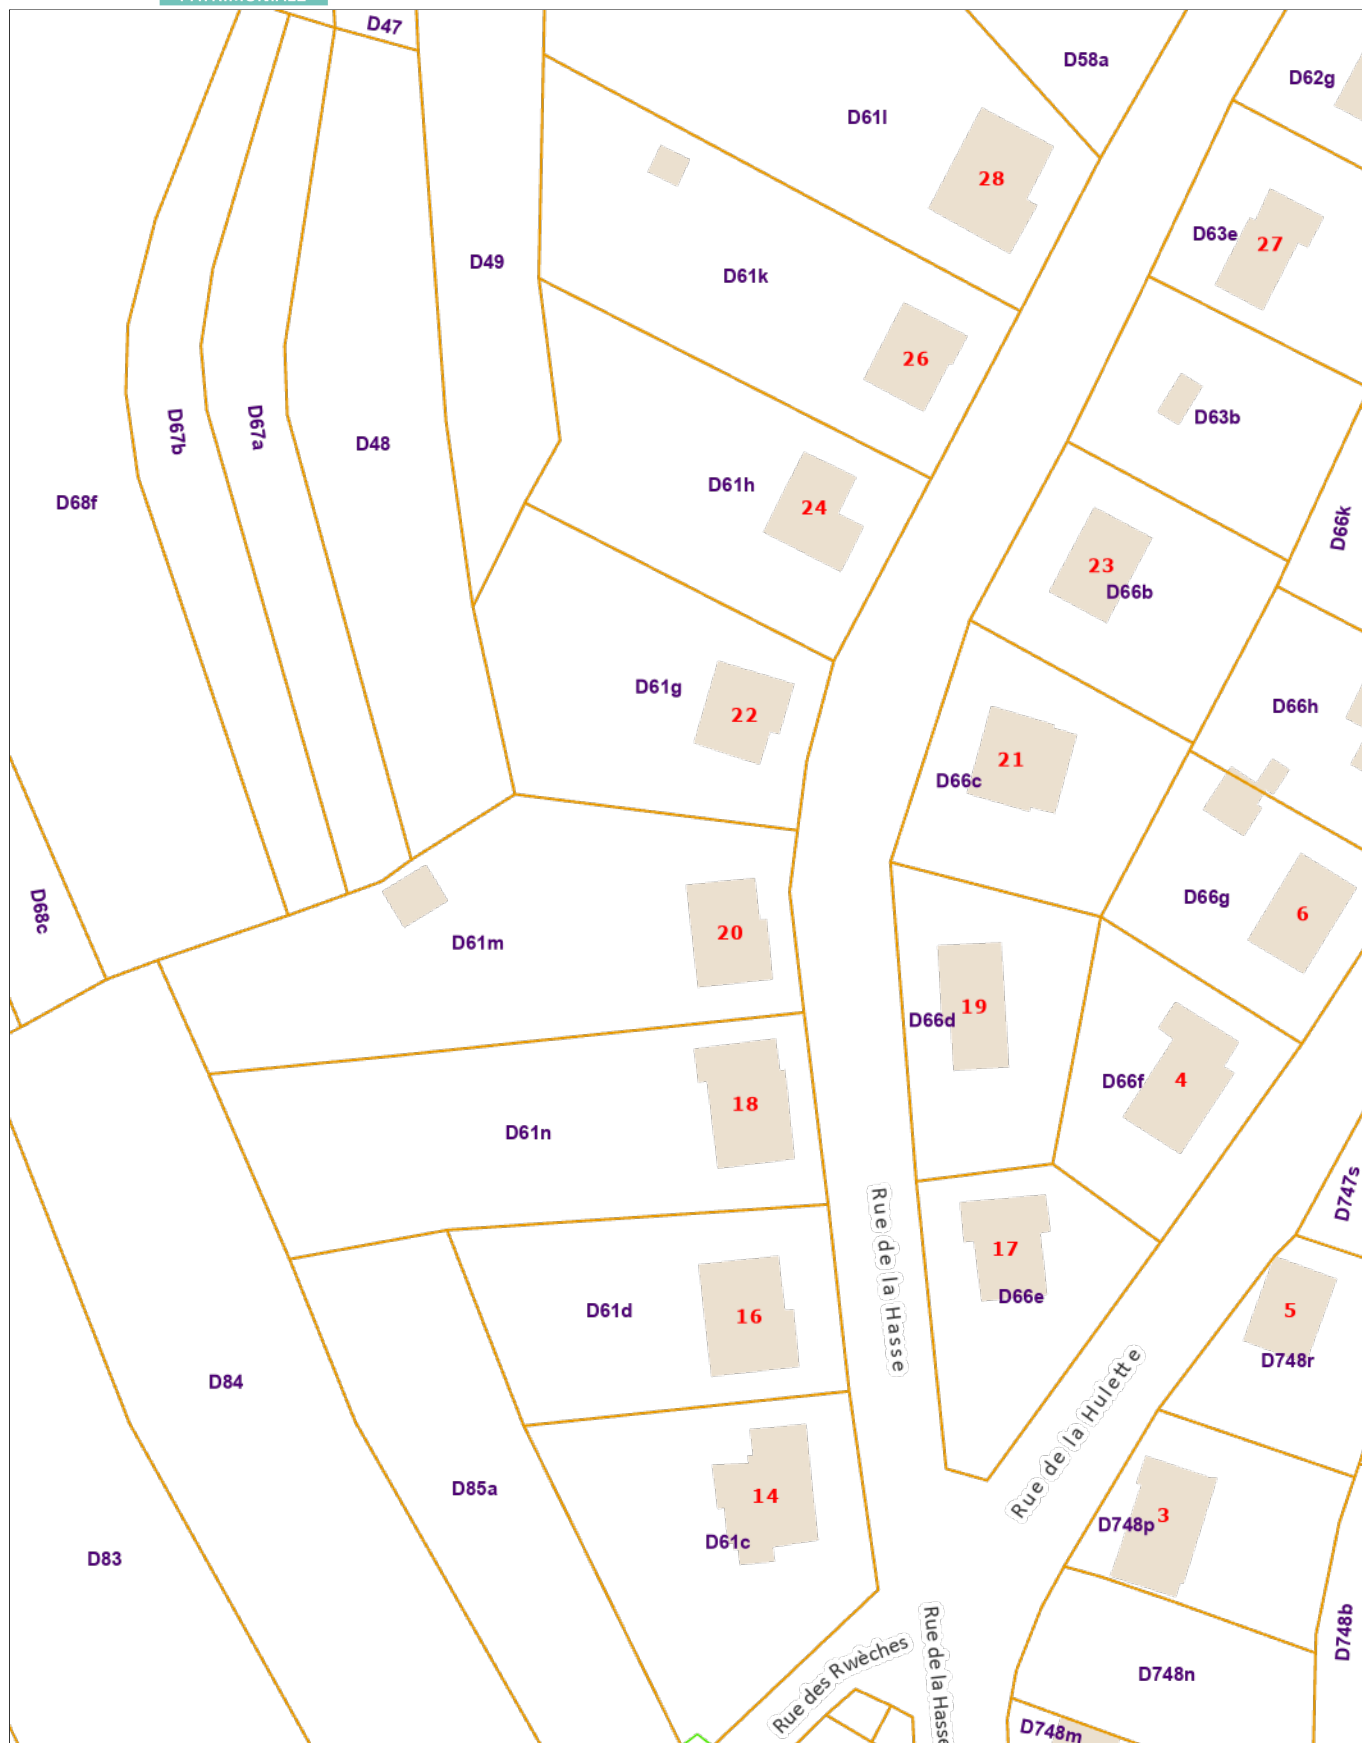 D47
D58a
D62g
D61l
28
D63e
27
D49
D61k
26
D63b
D67b
D67a
D48
D68f
D61h
24
D66k
23
D66b
D61g
22
D66h
21
D66c
D68c
D66g
6
20
D61m
19
D66d
D66f
4
18
D61n
D747s
Rue de la Hasse
17
D66e
D61d
16
5
D748r
D84
Rue de la Hulette
D85a
14
D61c
3
D748p
D83
D748b
Rue des Rwèches
Rue de la Hasse
D748n
D748m